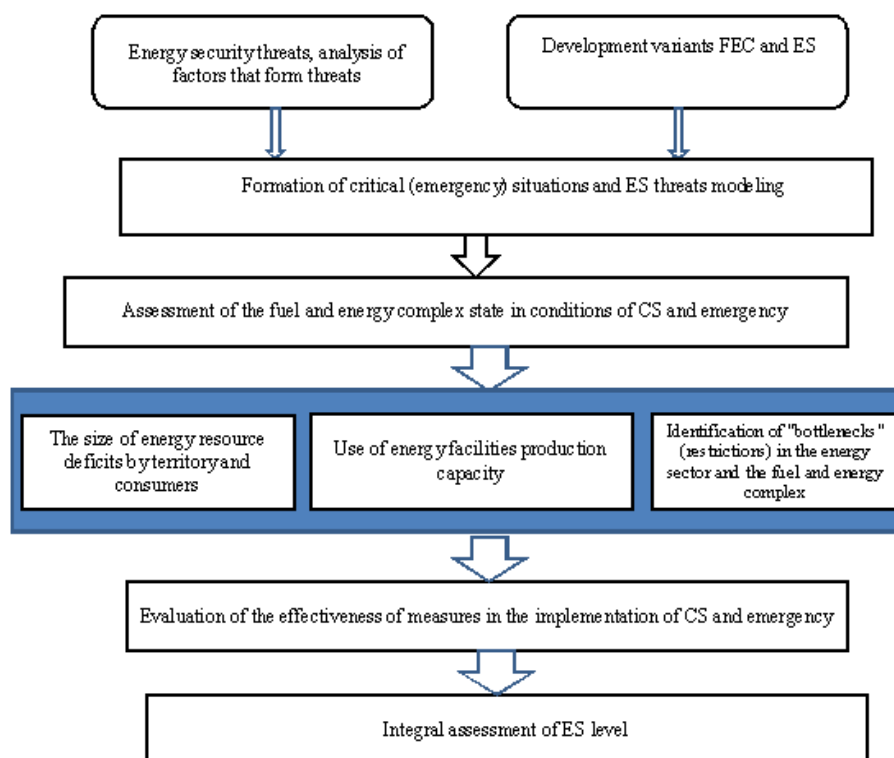 Energy security threats, analysis of
factors that form threats
Development variants FEC and ES
Formation of critical (emergency) situations and ES threats modeling
Assessment of the fuel and energy complex state in conditions of CS and emergency
The size of energy resource
deficits by territory and
consumers
Use of energy facilities production
capacity
Identification of "bottlenecks"
(restrictions) in the energy
sector and the fuel and energy
complex
Evaluation of the effectiveness of measures in the implementation of CS and emergency
Integral assessment of ES level